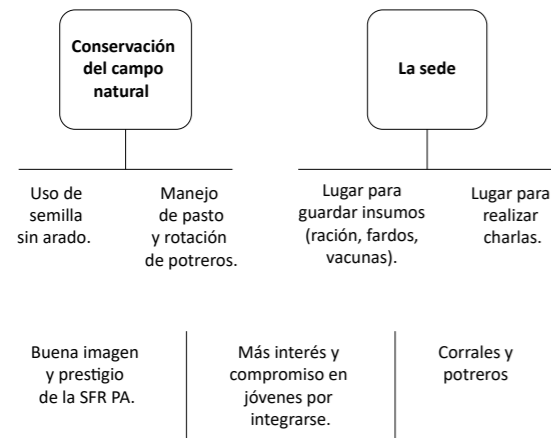 Conservación
del campo
natural
La sede
Uso de
semilla
sin arado.
Manejo
de pasto
y rotación
de potreros.
Lugar para
guardar insumos
(ración, fardos,
vacunas).
Lugar para
realizar
charlas.
Buena imagen
y prestigio
de la SFR PA.
Más interés y
compromiso en
jóvenes por
integrarse.
Corrales y
potreros